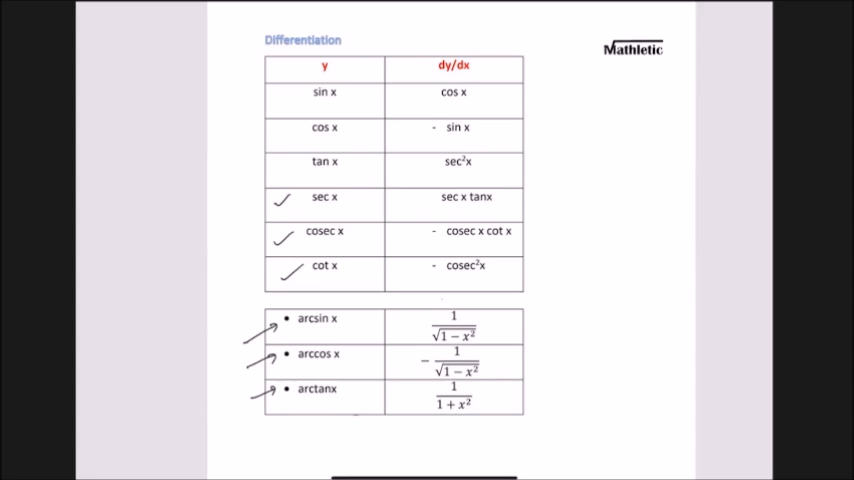 Differentiation
Mathletic
y dy/dx
sin x cos x
cos x - sin x
tan x sec²x
sec x sec x tanx
cosec x - cosec x cot x
cot x - cosec²x
• arcsin x 1/√(1 − x²)
• arccos x − 1/√(1 − x²)
• arctanx 1/(1 + x²)